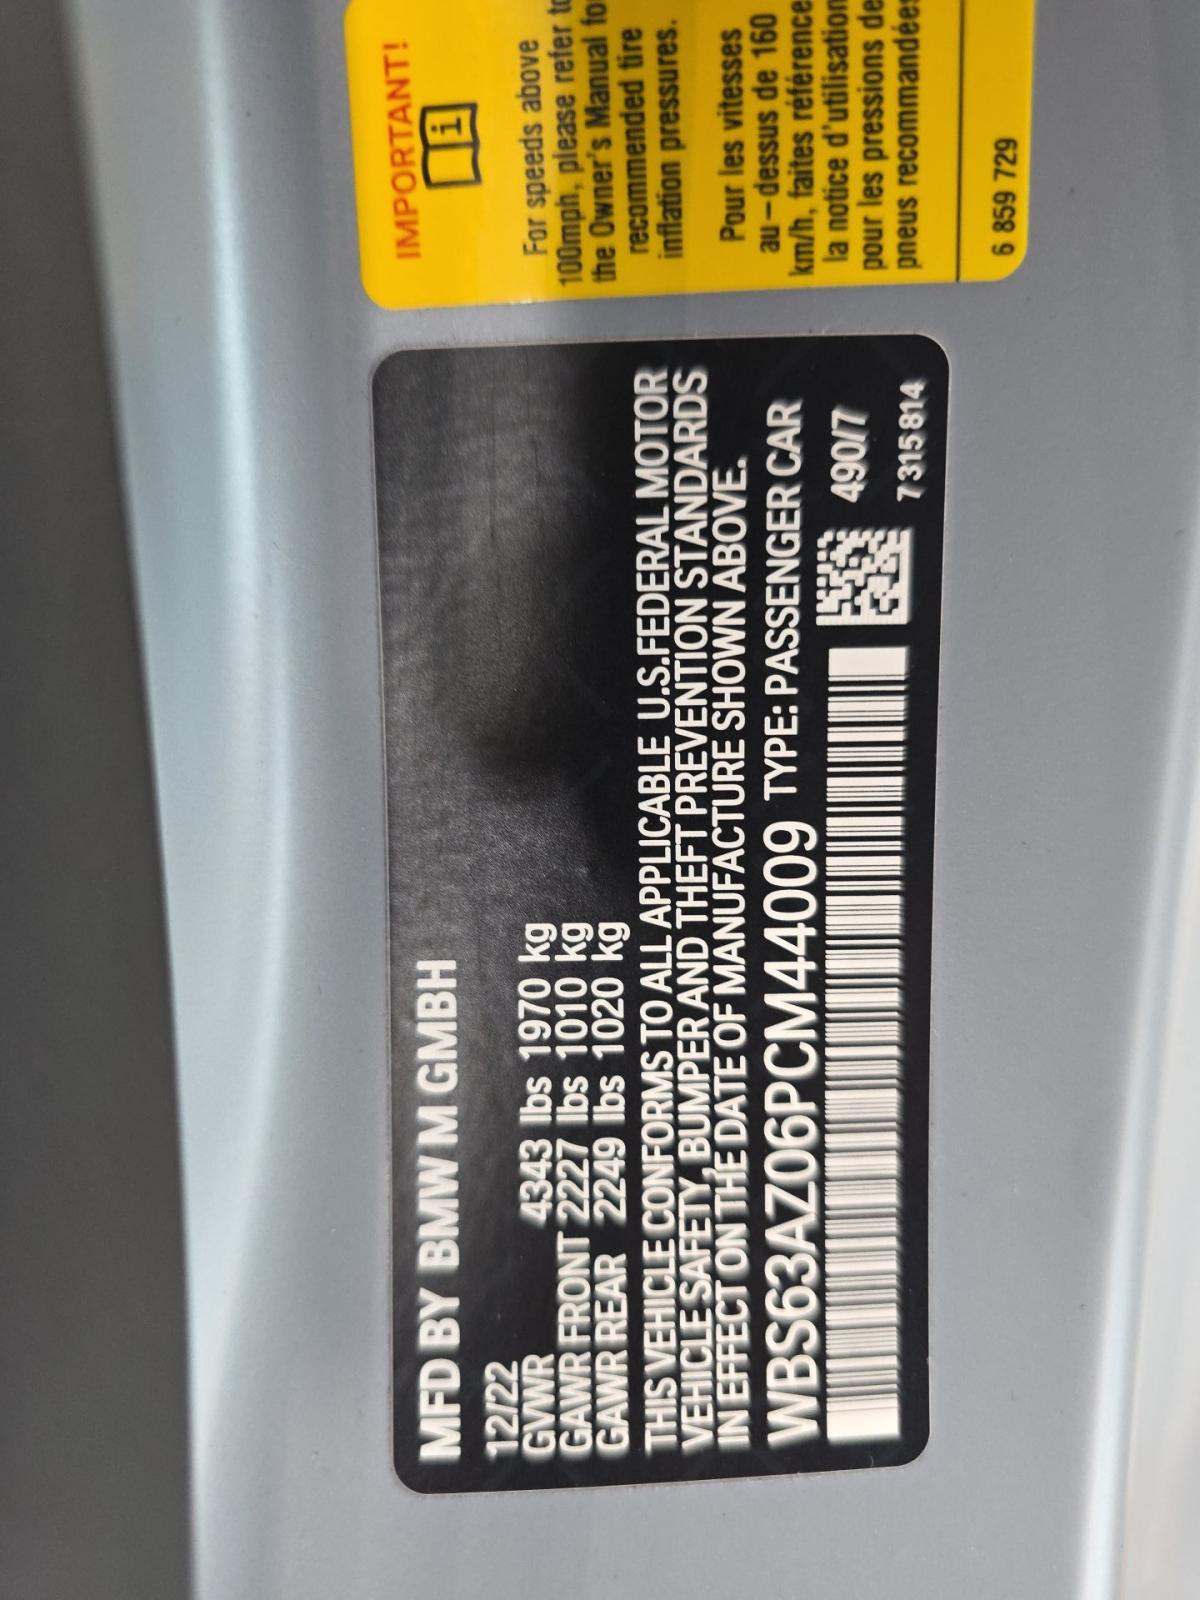 MFD BY BMW M GMBH
12/22
GVWR 4343 lbs 1970 kg
GAWR FRONT 2227 lbs 1010 kg
GAWR REAR 2249 lbs 1020 kg
THIS VEHICLE CONFORMS TO ALL APPLICABLE U.S.FEDERAL MOTOR
VEHICLE SAFETY, BUMPER AND THEFT PREVENTION STANDARDS
IN EFFECT ON THE DATE OF MANUFACTURE SHOWN ABOVE.
WBS63AZ06PCM44009 TYPE: PASSENGER CAR
490/7
7315814
IMPORTANT!
i
For speeds above
100mph, please refer to
the Owner's Manual for
recommended tire
inflation pressures.
Pour les vitesses
au-dessus de 160
km/h, faites référence
la notice d'utilisation
pour les pressions de
pneus recommandées
6 859 729